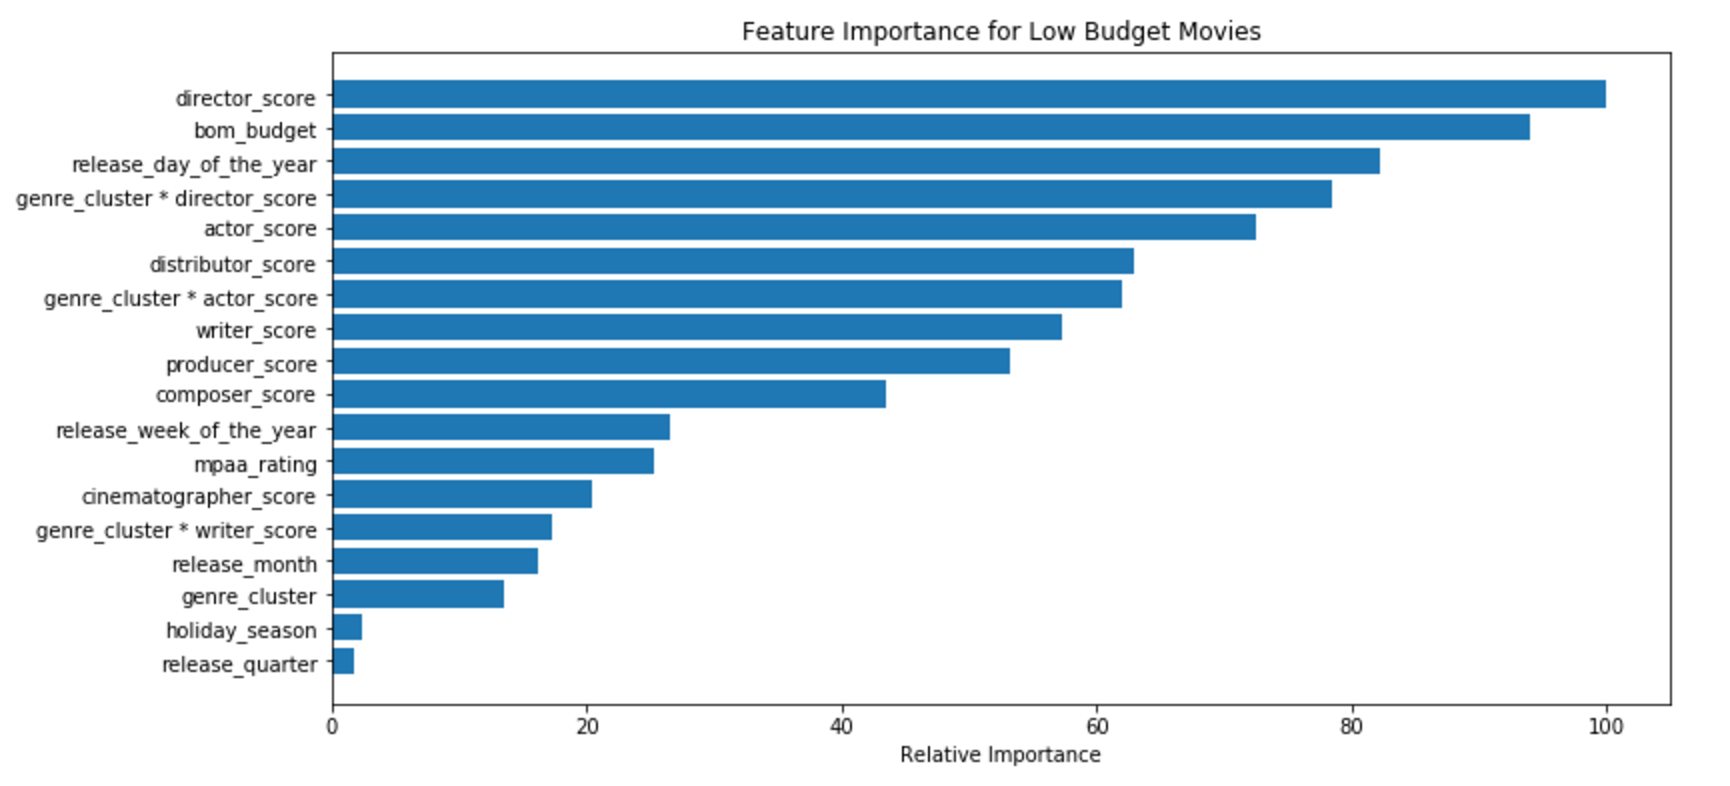 Feature Importance for Low Budget Movies
director_score
bom_budget
release_day_of_the_year
genre_cluster * director_score
actor_score
distributor_score
genre_cluster * actor_score
writer_score
producer_score
composer_score
release_week_of_the_year
mpaa_rating
cinematographer_score
genre_cluster * writer_score
release_month
genre_cluster
holiday_season
release_quarter
0 20 40 60 80 100
Relative Importance